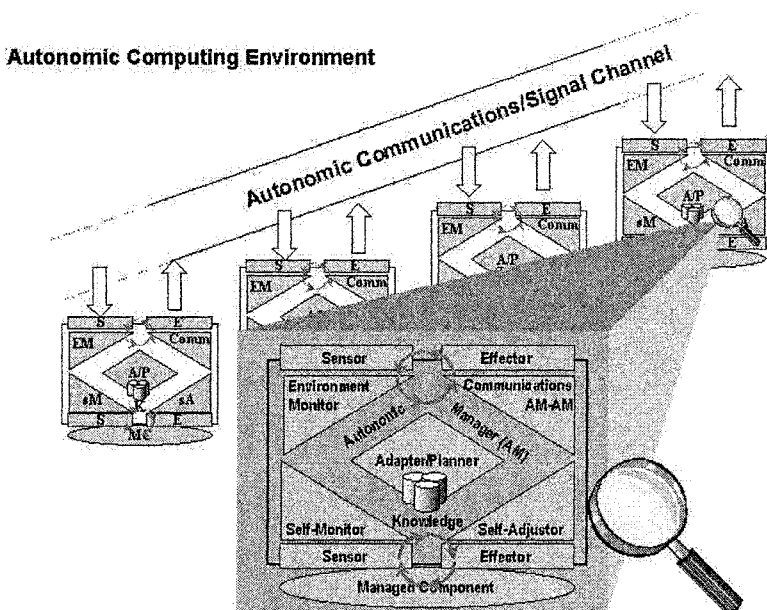 Autonomic Computing Environment
Autonomic Communications/Signal Channel
S E
EM Comm
A/P
sM A
E
S E
EM Comm
A/P
S E
EM Comm
S E
EM Comm
A/P
sM sA
S E
MC
Sensor Effector
Environment Communications
Monitor AM-AM
Autonomic Manager (AM)
Adapter/Planner
Knowledge
Self-Monitor Self-Adjustor
Sensor Effector
Managed Component